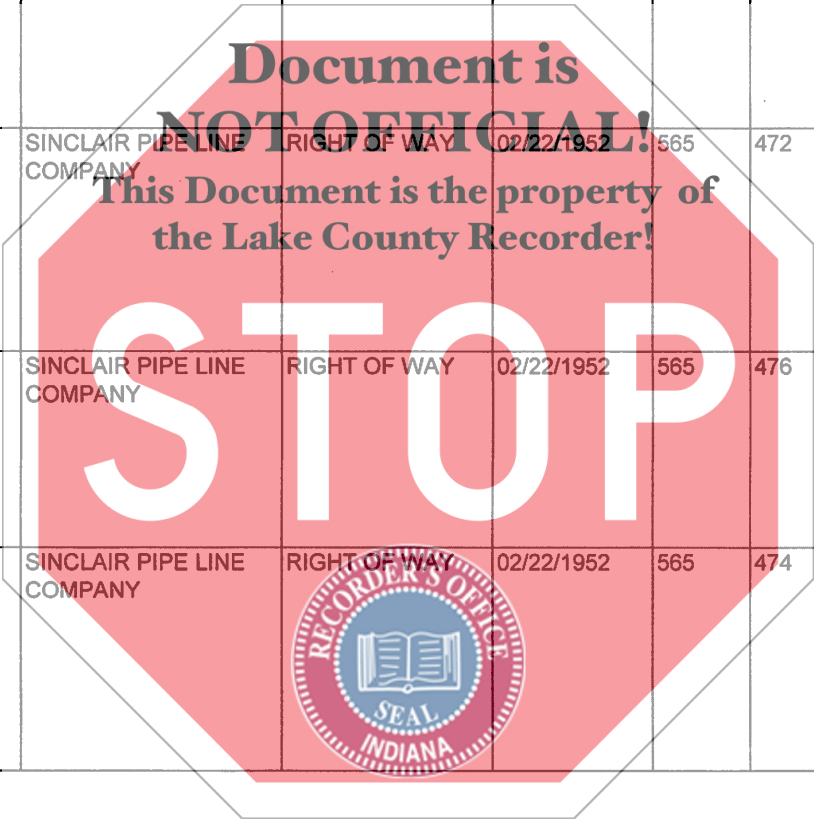 Document is
NOT OFFICIAL!
SINCLAIR PIPE LINE RIGHT OF WAY 02/22/1952 565 472
COMPANY
This Document is the property of
the Lake County Recorder!
STOP
SINCLAIR PIPE LINE RIGHT OF WAY 02/22/1952 565 476
COMPANY
SINCLAIR PIPE LINE RIGHT OF WAY 02/22/1952 565 474
COMPANY
RECORDER'S OFFICE
SEAL
INDIANA